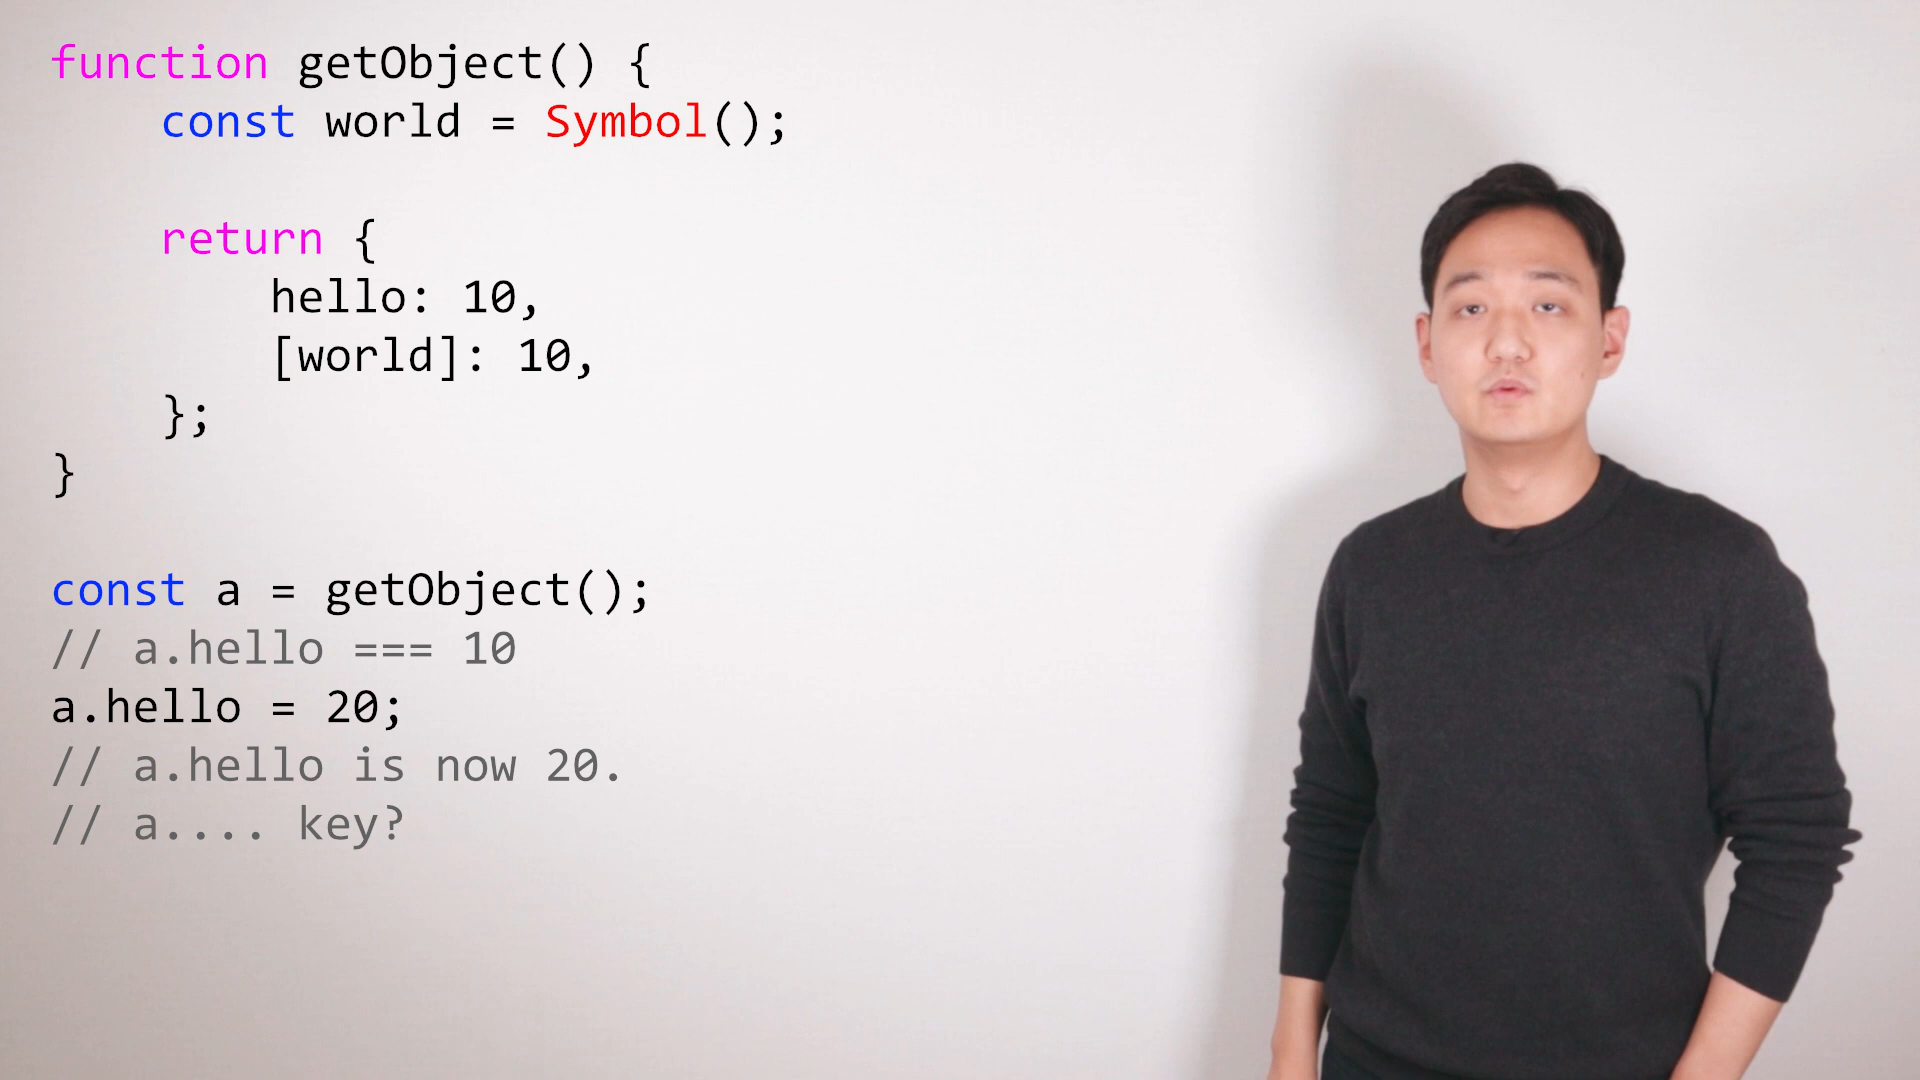 function getObject() {
    const world = Symbol();
    return {
        hello: 10,
        [world]: 10,
    };
}
const a = getObject();
// a.hello === 10
a.hello = 20;
// a.hello is now 20.
// a.... key?